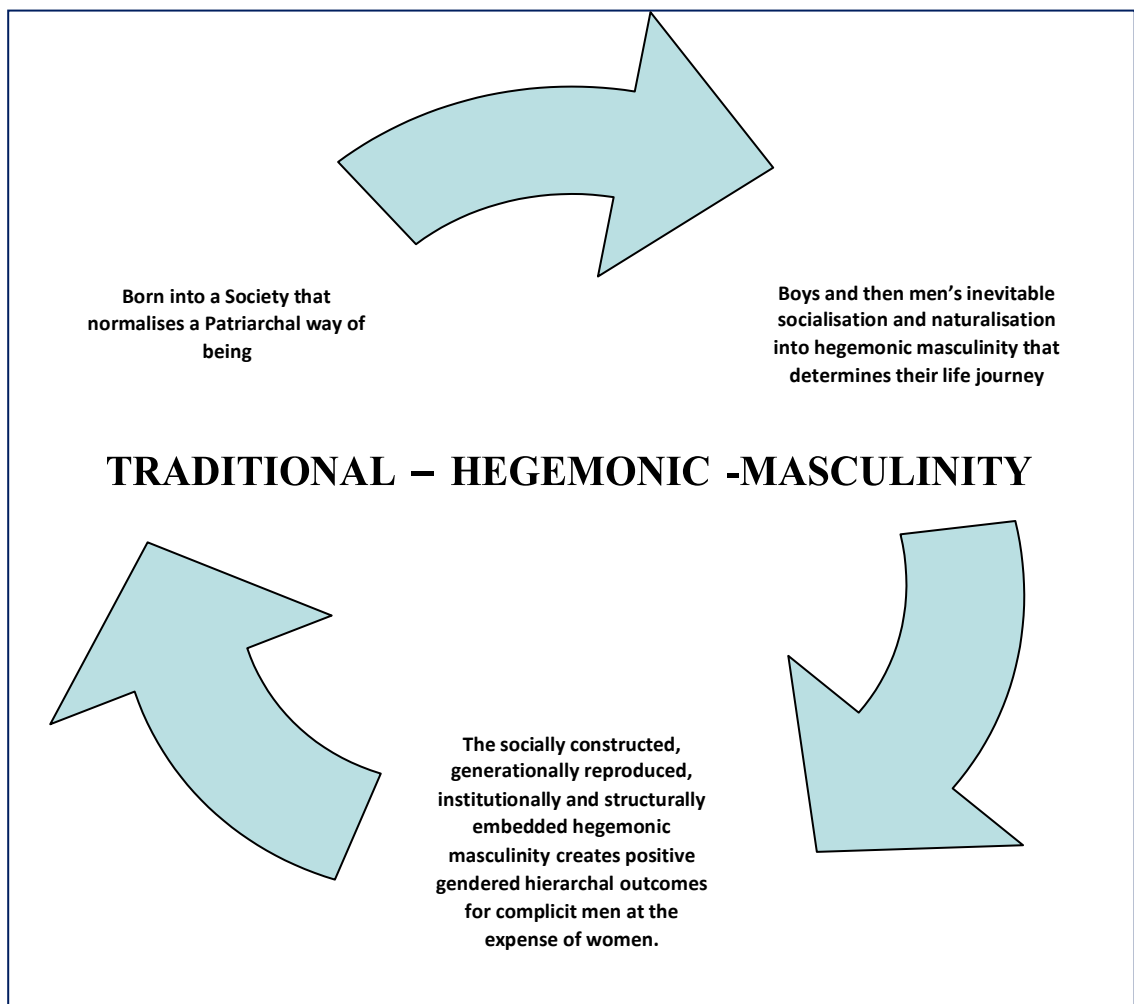 Born into a Society that
normalises a Patriarchal way of
being
Boys and then men’s inevitable
socialisation and naturalisation
into hegemonic masculinity that
determines their life journey
TRADITIONAL – HEGEMONIC -MASCULINITY
The socially constructed,
generationally reproduced,
institutionally and structurally
embedded hegemonic
masculinity creates positive
gendered hierarchal outcomes
for complicit men at the
expense of women.